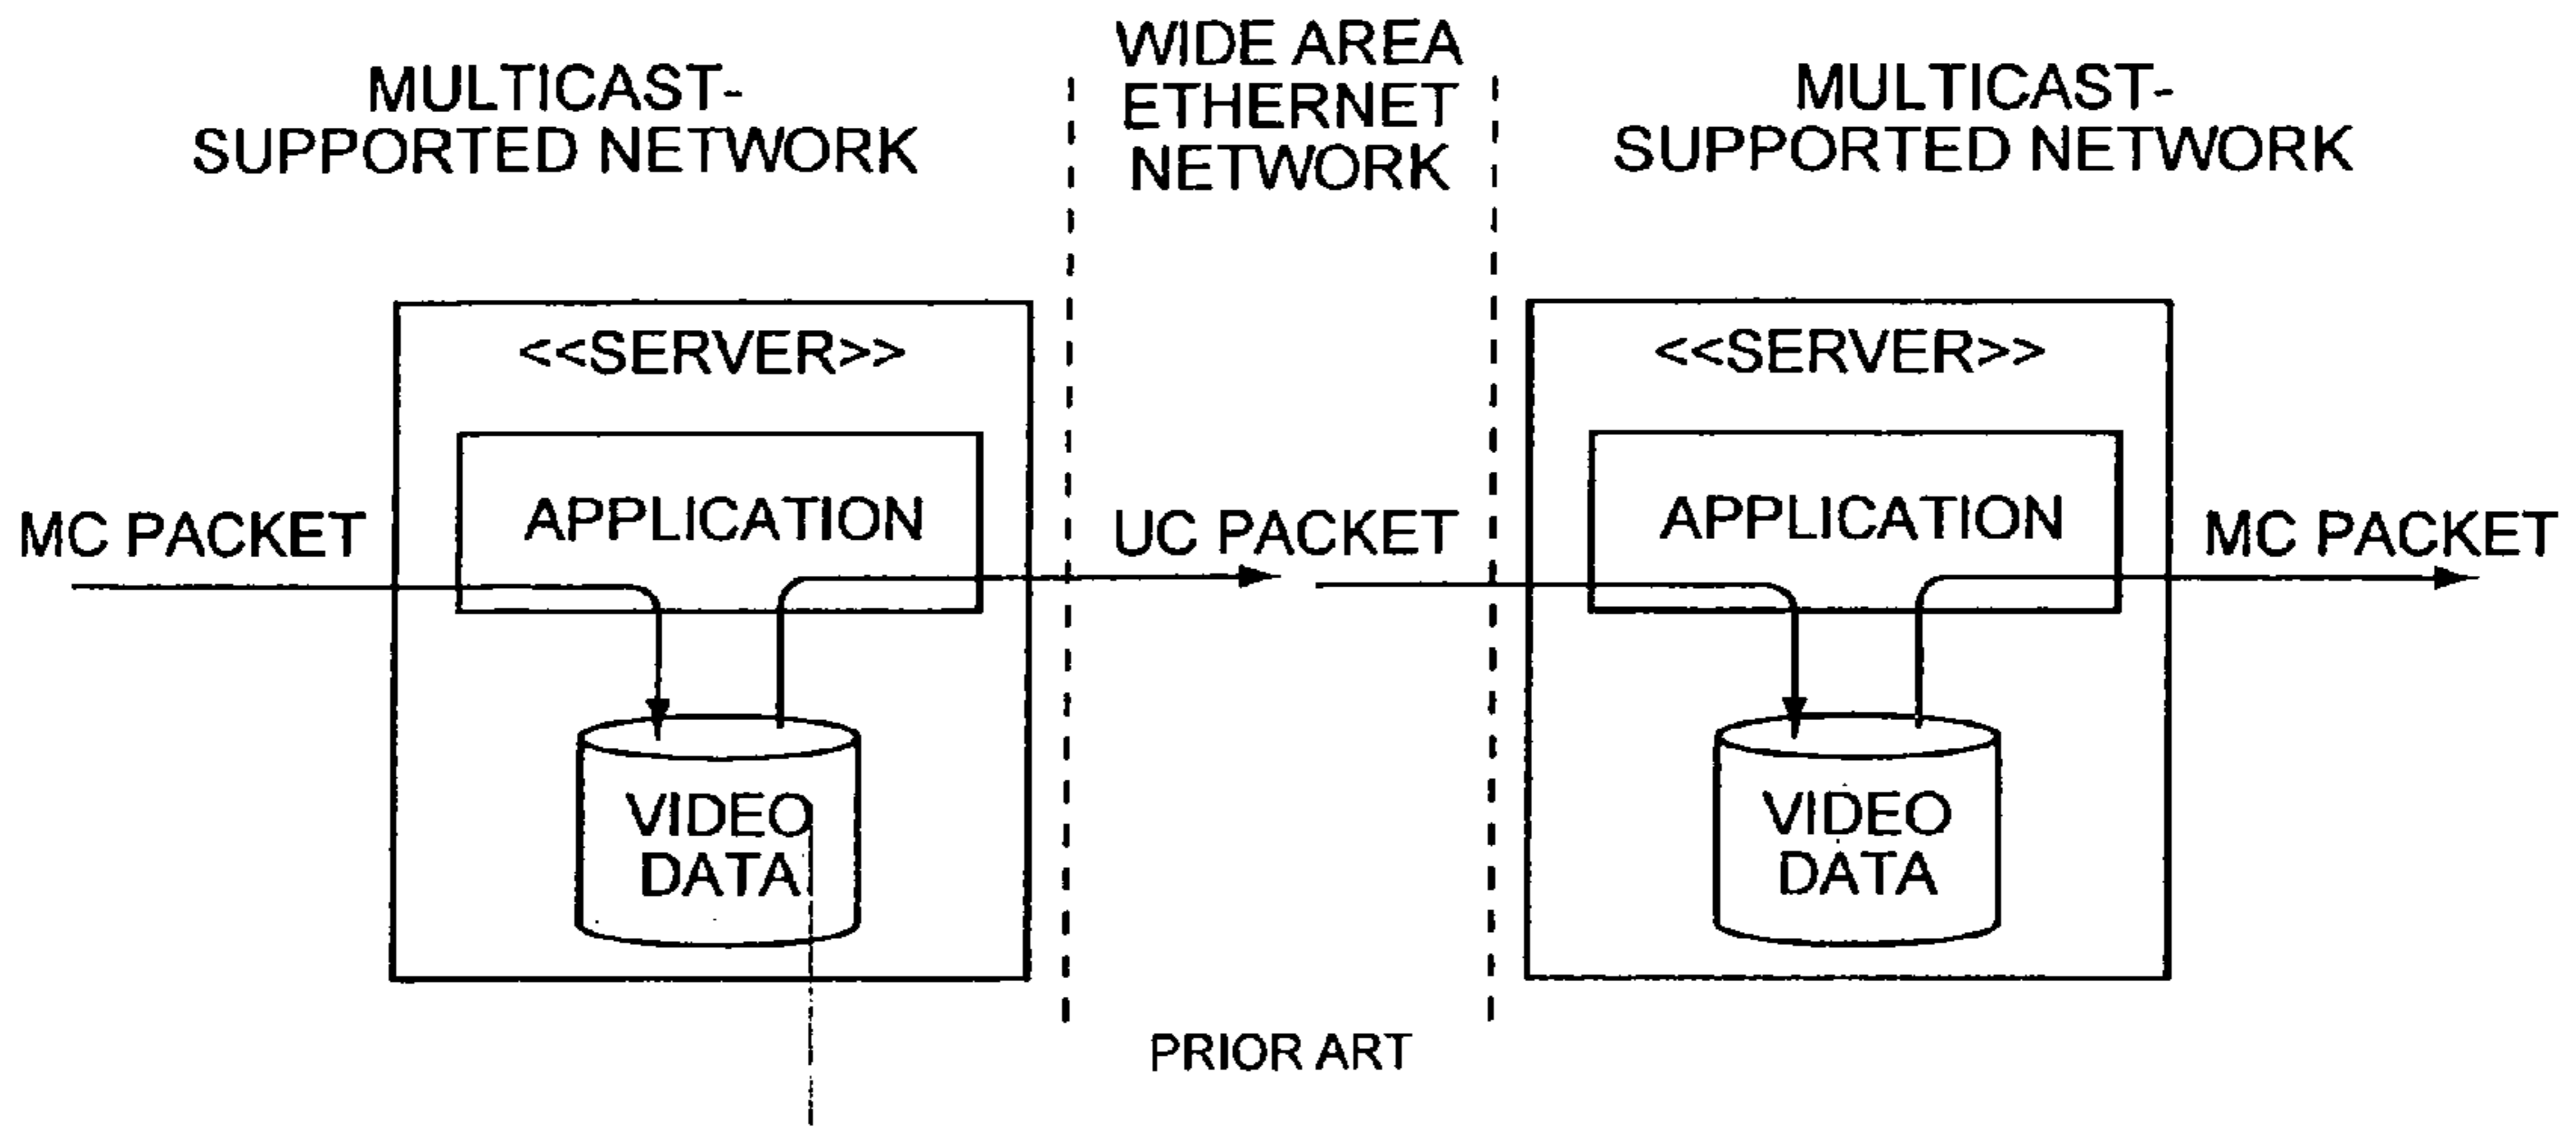 MULTICAST-
SUPPORTED NETWORK
WIDE AREA
ETHERNET
NETWORK
MULTICAST-
SUPPORTED NETWORK
<<SERVER>>
APPLICATION
MC PACKET
VIDEO
DATA
UC PACKET
<<SERVER>>
APPLICATION
MC PACKET
VIDEO
DATA
PRIOR ART